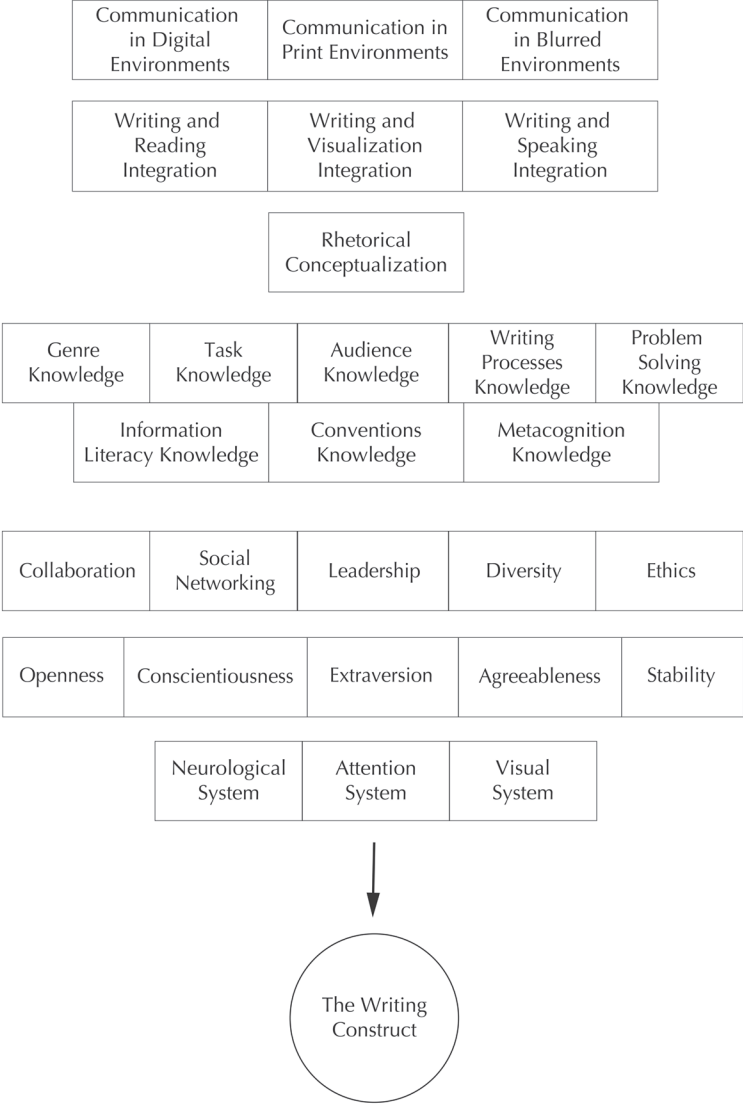 Communication
in Digital
Environments
Communication in
Print Environments
Communication
in Blurred
Environments
Writing and
Reading
Integration
Writing and
Visualization
Integration
Writing and
Speaking
Integration
Rhetorical
Conceptualization
Genre
Knowledge
Task
Knowledge
Audience
Knowledge
Writing
Processes
Knowledge
Problem
Solving
Knowledge
Information
Literacy Knowledge
Conventions
Knowledge
Metacognition
Knowledge
Collaboration
Social
Networking
Leadership
Diversity
Ethics
Openness
Conscientiousness
Extraversion
Agreeableness
Stability
Neurological
System
Attention
System
Visual
System
The Writing
Construct